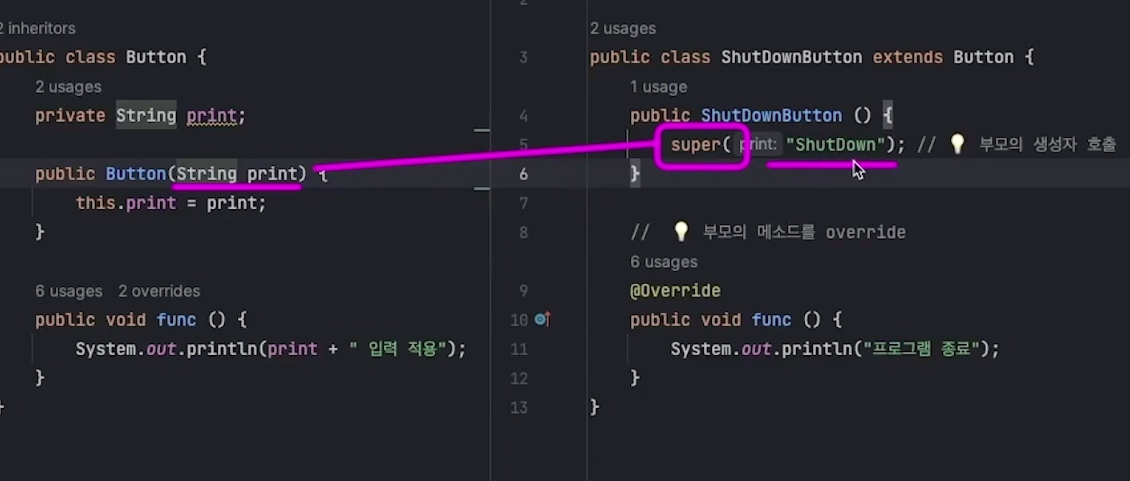 2
2 inheritors
public class Button {
2 usages
private String print;
public Button(String print) {
this.print = print;
}
6 usages 2 overrides
public void func () {
System.out.println(print + " 입력 적용");
}
}
2 usages
3 public class ShutDownButton extends Button {
1 usage
4 public ShutDownButton () {
5 super( print: "ShutDown"); // 💡 부모의 생성자 호출
6 }
7
8 // 💡 부모의 메소드를 override
6 usages
9 @Override
10 public void func () {
11 System.out.println("프로그램 종료");
12 }
13 }